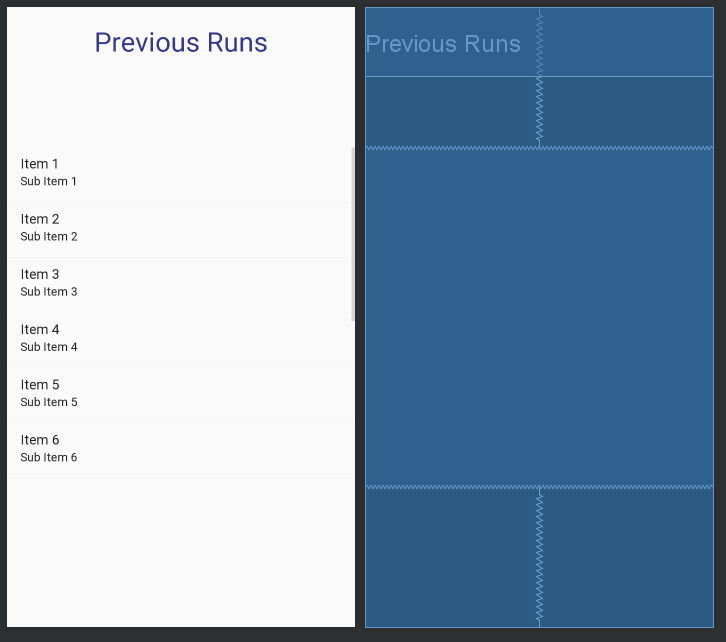 Previous Runs
Item 1
Sub Item 1
Item 2
Sub Item 2
Item 3
Sub Item 3
Item 4
Sub Item 4
Item 5
Sub Item 5
Item 6
Sub Item 6
Previous Runs